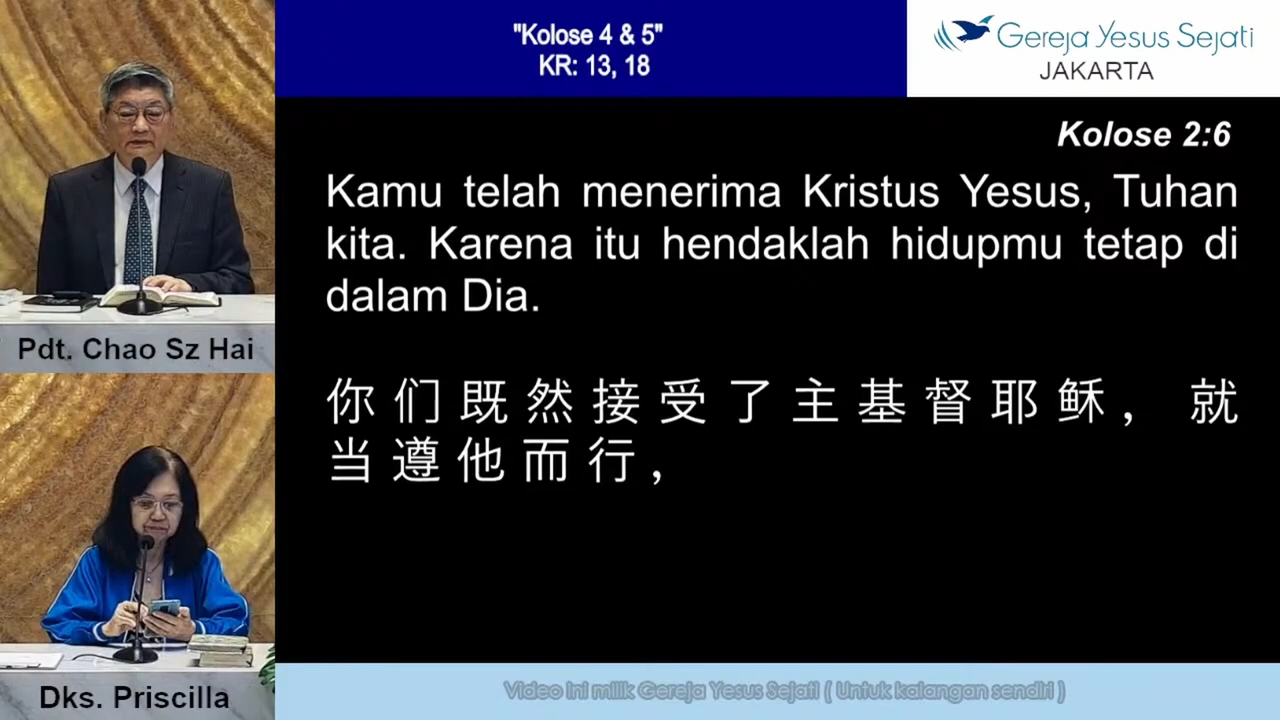 "Kolose 4 & 5"
KR: 13, 18
Gereja Yesus Sejati
JAKARTA
Kolose 2:6
Kamu telah menerima Kristus Yesus, Tuhan
kita. Karena itu hendaklah hidupmu tetap di
dalam Dia.
你们既然接受了主基督耶稣，就
当遵他而行，
Pdt. Chao Sz Hai
Dks. Priscilla
Video ini milik Gereja Yesus Sejati ( Untuk kalangan sendiri )